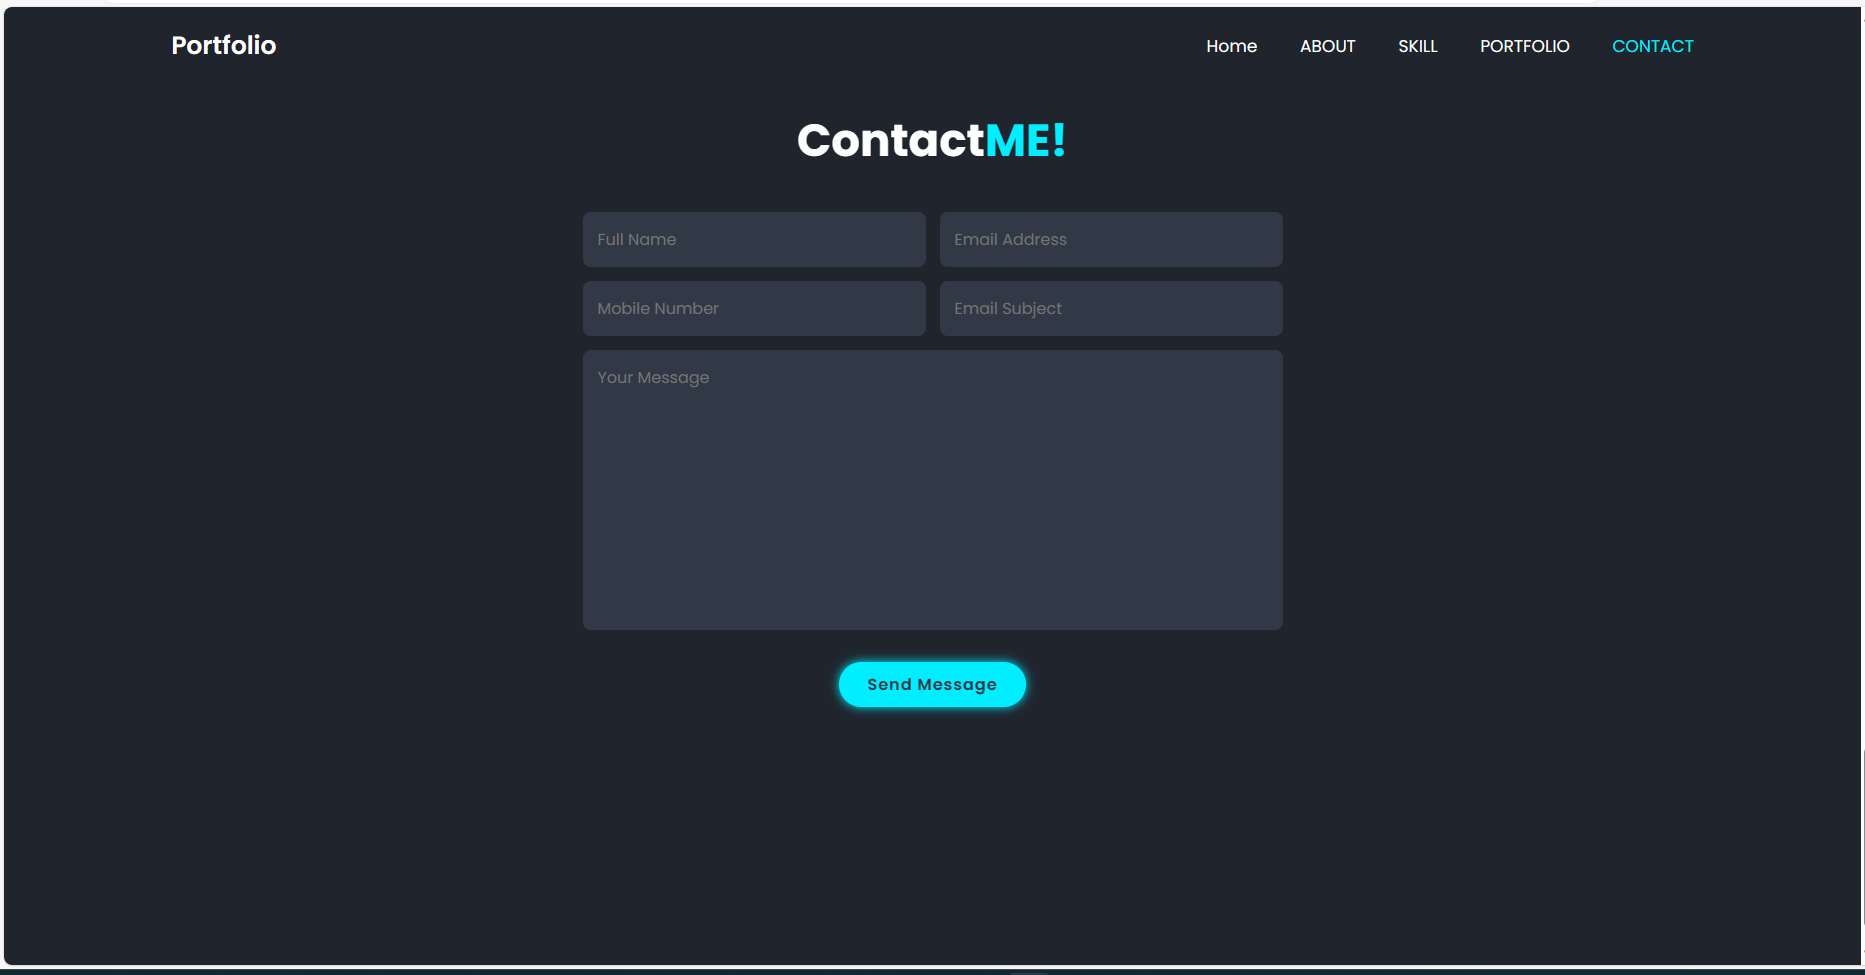 Portfolio
Home ABOUT SKILL PORTFOLIO CONTACT
ContactME!
Full Name Email Address
Mobile Number Email Subject
Your Message
Send Message